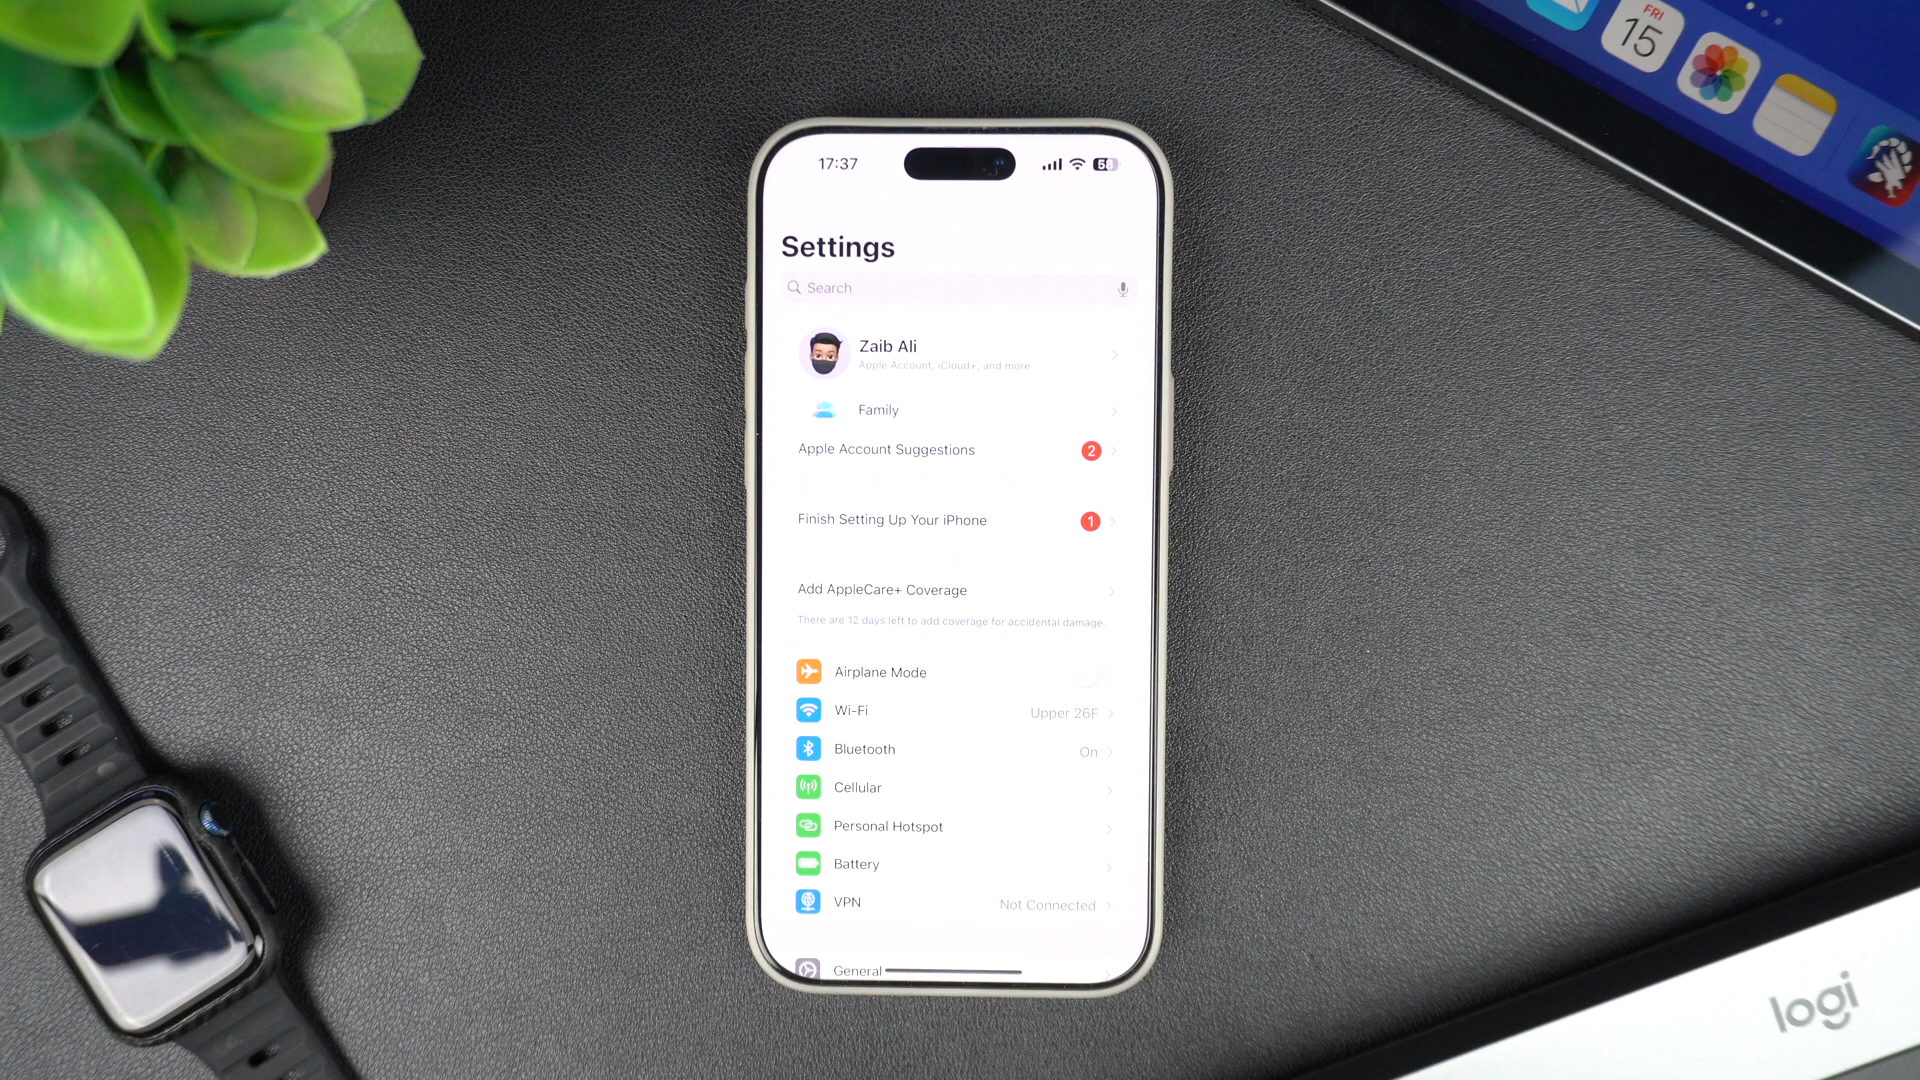 FRI
15
17:37
58
Settings
Search
Zaib Ali
Apple Account, iCloud+, and more
Family
Apple Account Suggestions 2
Finish Setting Up Your iPhone 1
Add AppleCare+ Coverage
There are 12 days left to add coverage for accidental damage.
Airplane Mode
Wi-Fi Upper 26F
Bluetooth On
Cellular
Personal Hotspot
Battery
VPN Not Connected
General
logi